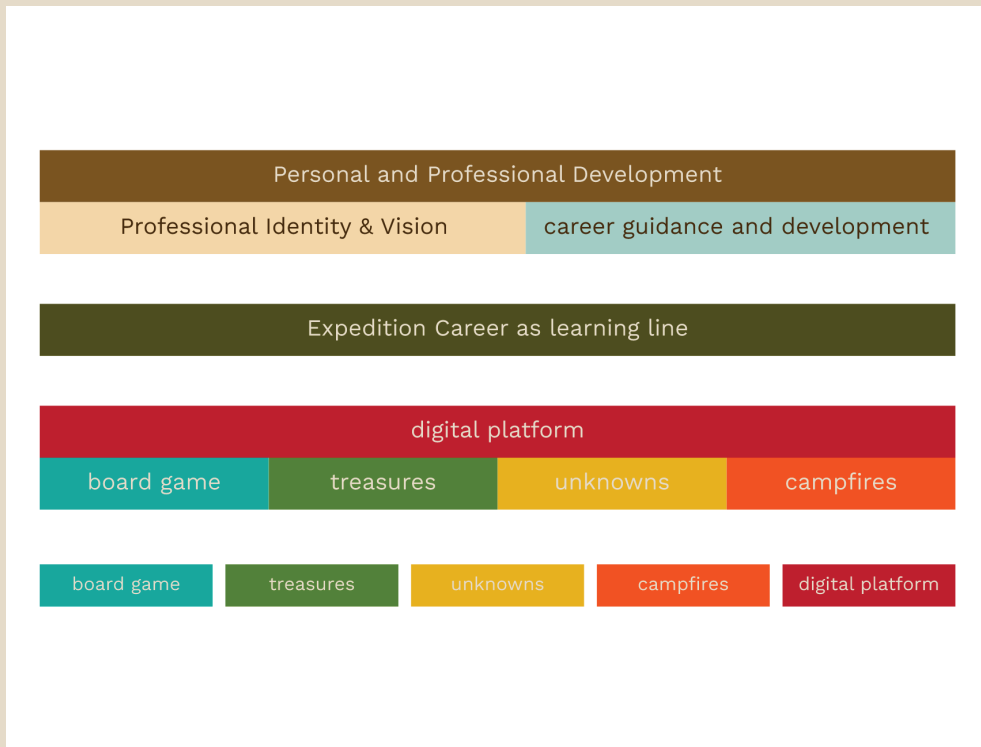 Personal and Professional Development
Professional Identity & Vision
career guidance and development
Expedition Career as learning line
digital platform
board game
treasures
unknowns
campfires
board game
treasures
unknowns
campfires
digital platform